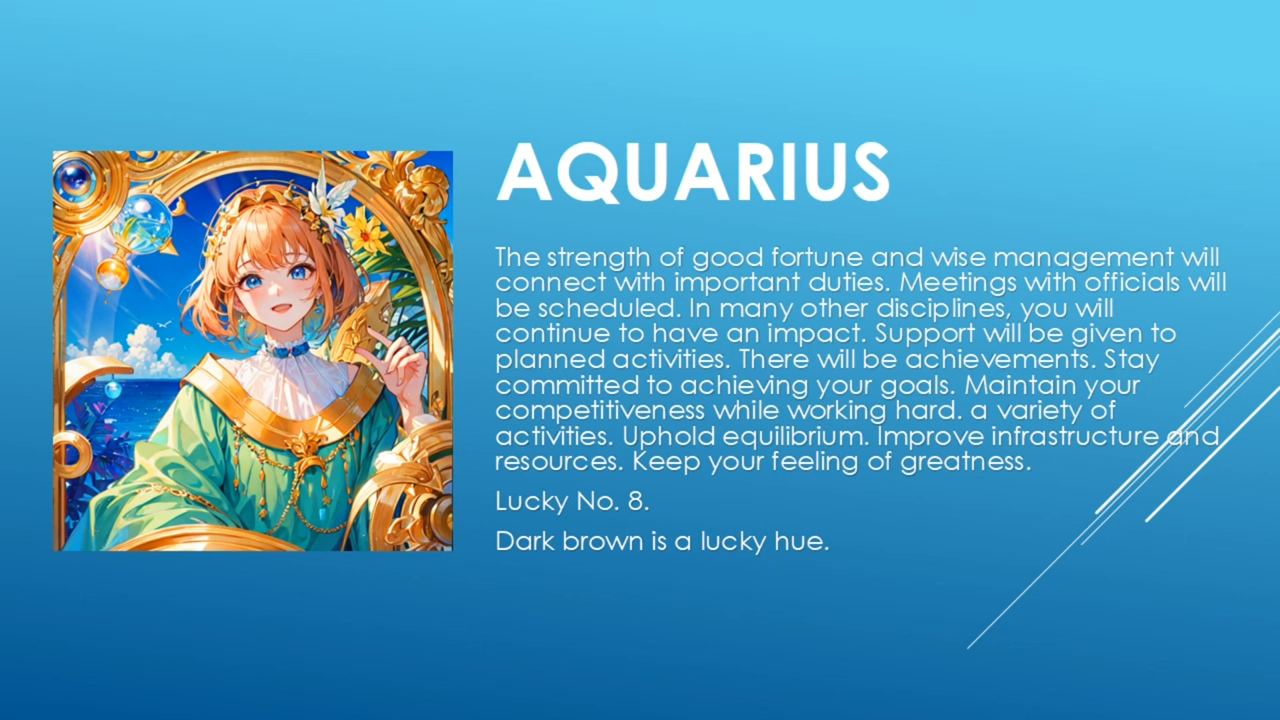 AQUARIUS
The strength of good fortune and wise management will
connect with important duties. Meetings with officials will
be scheduled. In many other disciplines, you will
continue to have an impact. Support will be given to
planned activities. There will be achievements. Stay
committed to achieving your goals. Maintain your
competitiveness while working hard. a variety of
activities. Uphold equilibrium. Improve infrastructure and
resources. Keep your feeling of greatness.
Lucky No. 8.
Dark brown is a lucky hue.